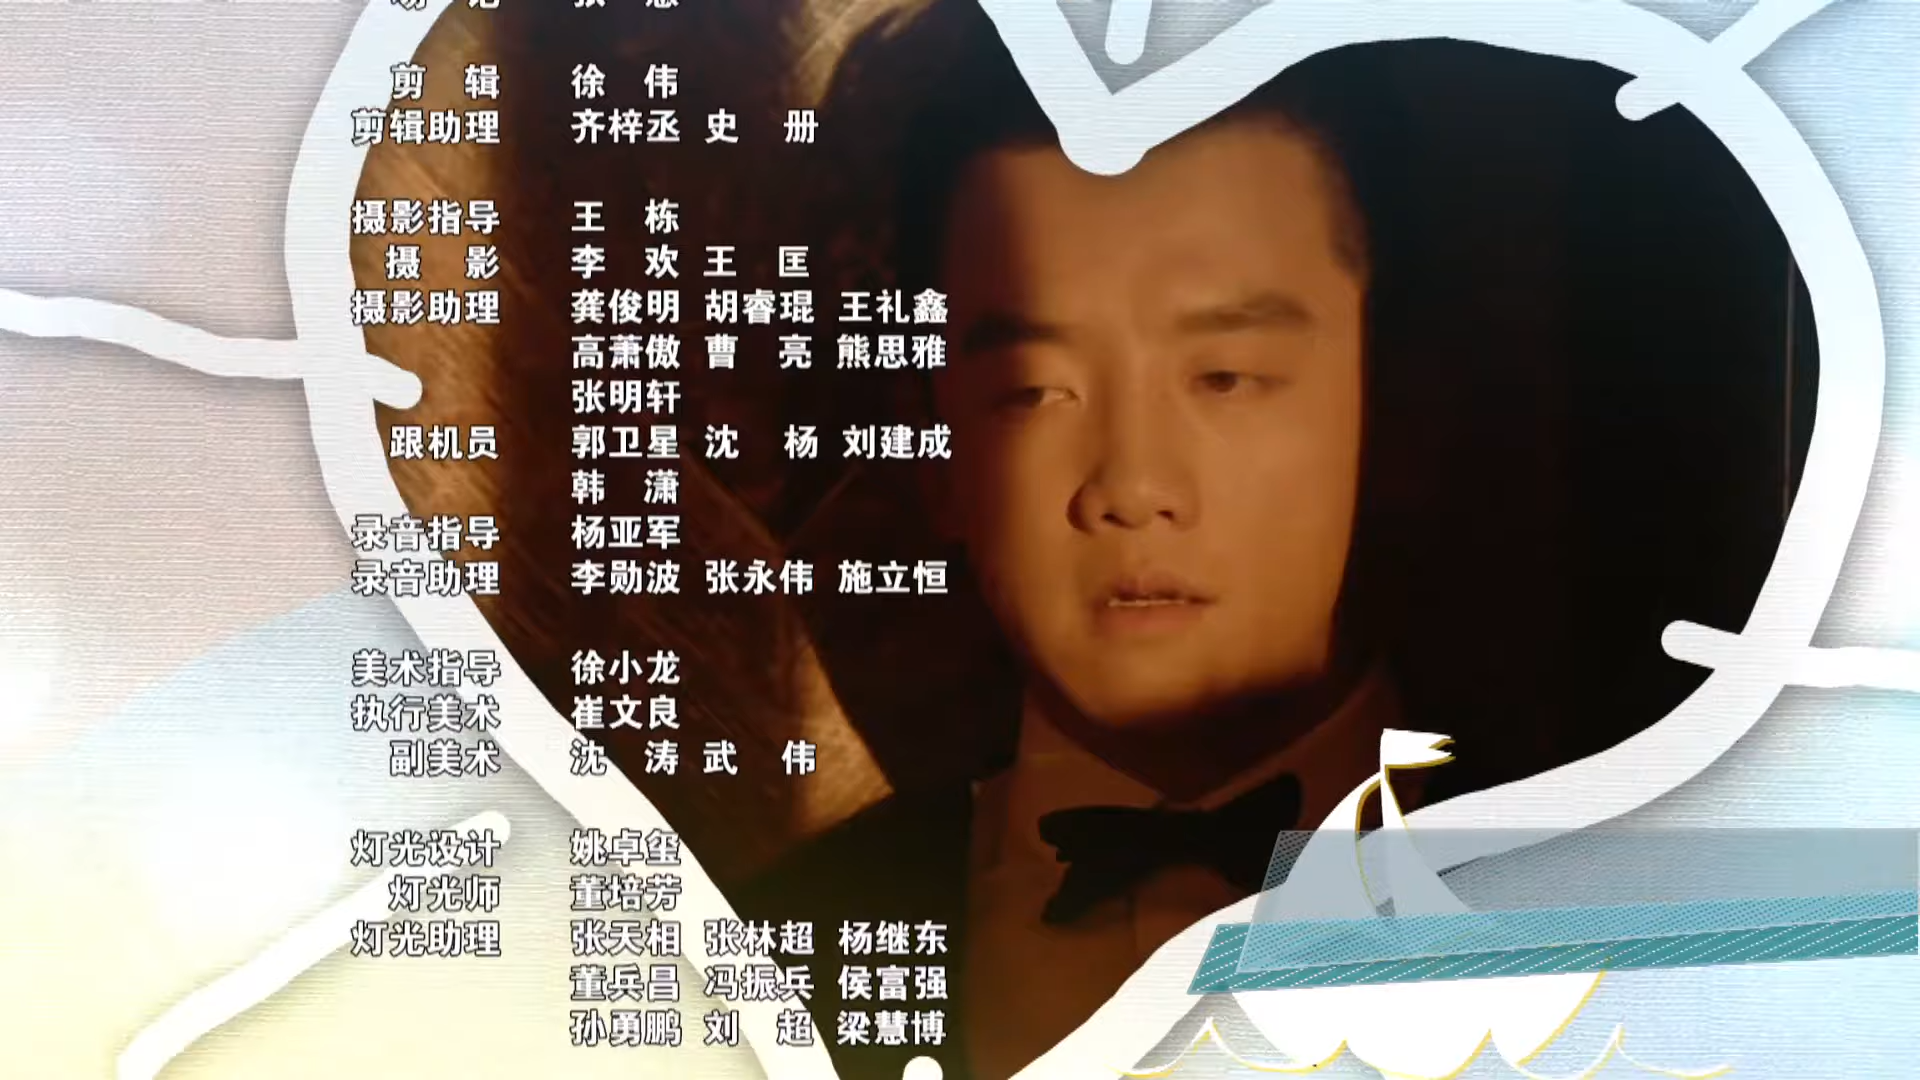 剪 辑 徐 伟
剪辑助理 齐梓丞 史 册
摄影指导 王 栋
摄 影 李 欢 王 匡
摄影助理 龚俊明 胡睿琨 王礼鑫
高萧傲 曹 亮 熊思雅
张明轩
跟机员 郭卫星 沈 杨 刘建成
韩 潇
录音指导 杨亚军
录音助理 李勋波 张永伟 施立恒
美术指导 徐小龙
执行美术 崔文良
副美术 沈 涛 武 伟
灯光设计 姚卓玺
灯光师 董培芳
灯光助理 张天相 张林超 杨继东
董兵昌 冯振兵 侯富强
孙勇鹏 刘 超 梁慧博